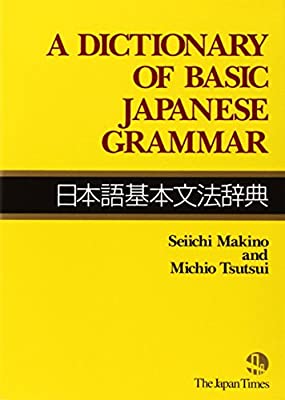 A DICTIONARY
OF BASIC
JAPANESE
GRAMMAR
日本語基本文法辞典
Seiichi Makino
and
Michio Tsutsui
The Japan Times